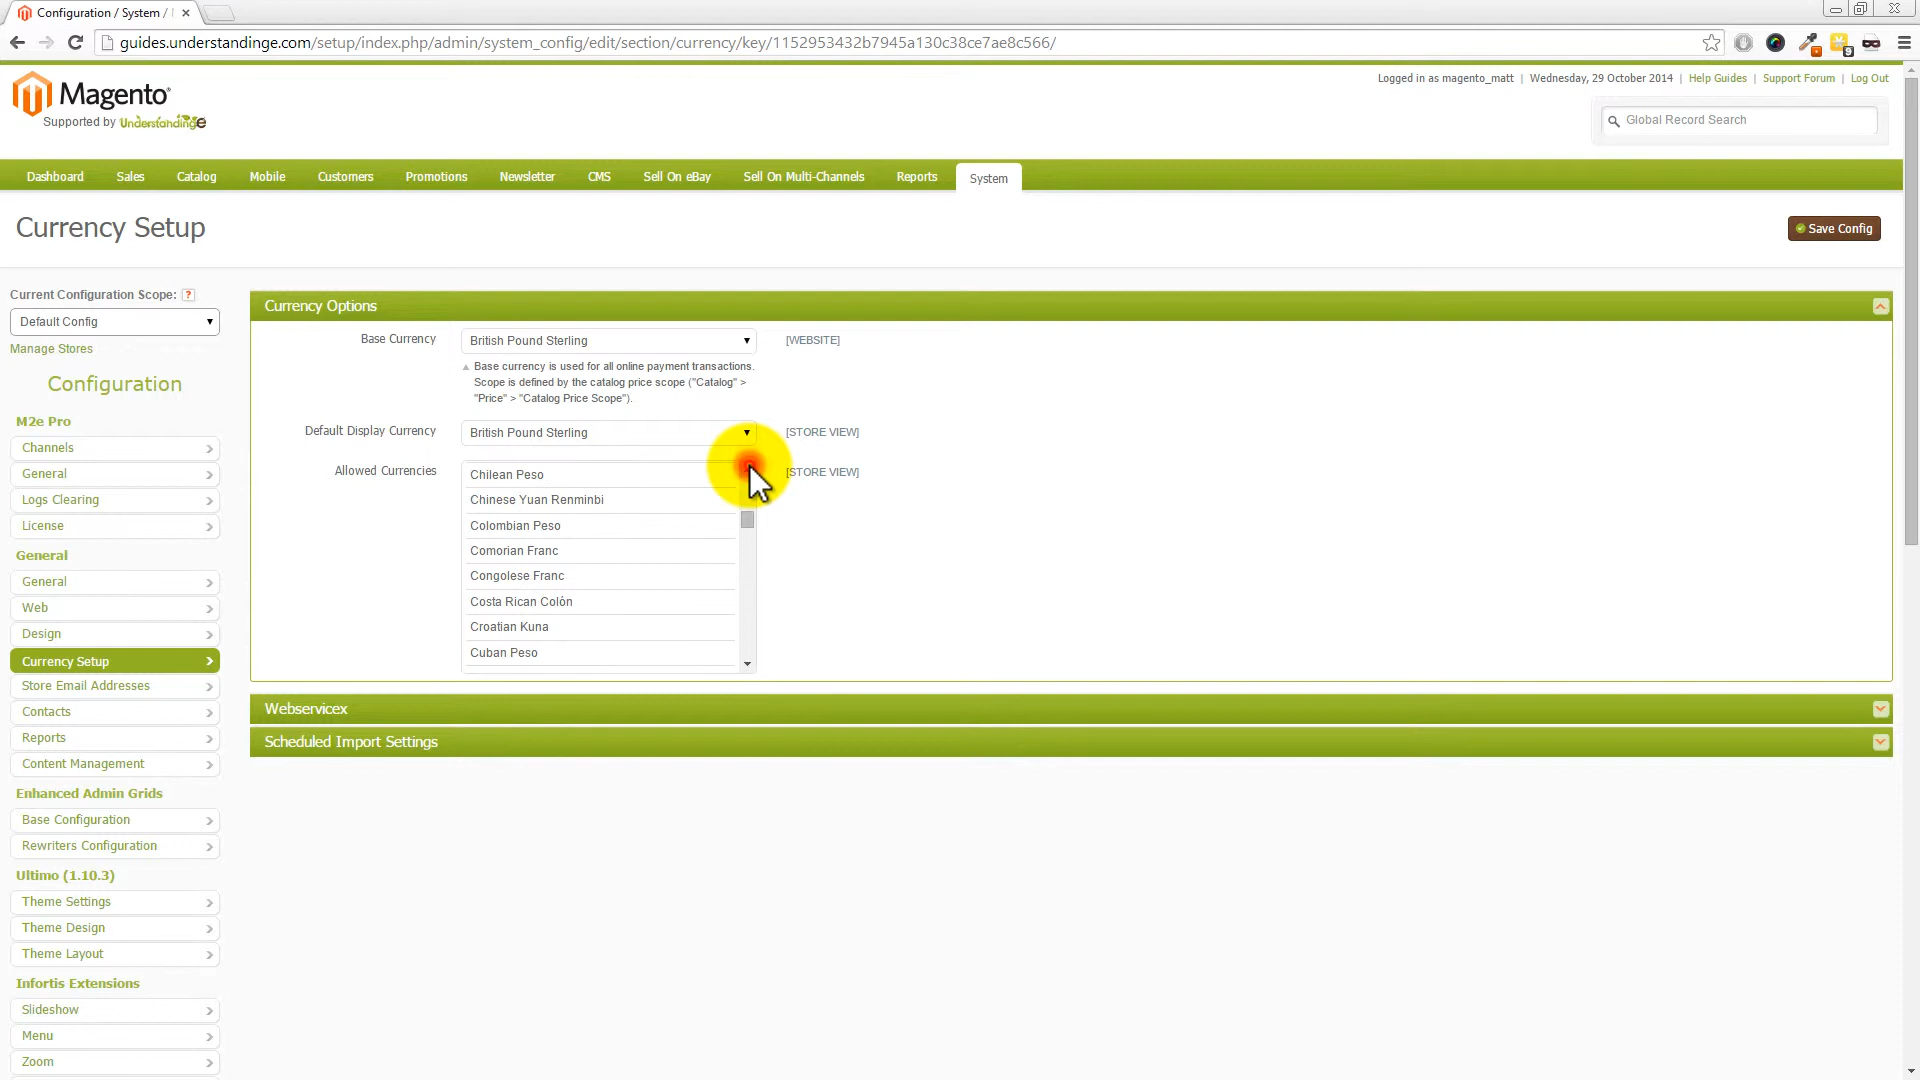 Configuration / System /
guides.understandinge.com/setup/index.php/admin/system_config/edit/section/currency/key/1152953432b7945a130c38ce7ae8c566/
9
Logged in as magento_matt | Wednesday, 29 October 2014 | Help Guides | Support Forum | Log Out
Magento®
Supported by Understandinge
Global Record Search
Dashboard Sales Catalog Mobile Customers Promotions Newsletter CMS Sell On eBay Sell On Multi-Channels Reports System
Currency Setup
Save Config
Current Configuration Scope: ?
Default Config
Manage Stores
Configuration
M2e Pro
Channels
General
Logs Clearing
License
General
General
Web
Design
Currency Setup
Store Email Addresses
Contacts
Reports
Content Management
Enhanced Admin Grids
Base Configuration
Rewriters Configuration
Ultimo (1.10.3)
Theme Settings
Theme Design
Theme Layout
Infortis Extensions
Slideshow
Menu
Zoom
Currency Options
Base Currency British Pound Sterling [WEBSITE]
Base currency is used for all online payment transactions.
Scope is defined by the catalog price scope ("Catalog" >
"Price" > "Catalog Price Scope").
Default Display Currency British Pound Sterling [STORE VIEW]
Allowed Currencies Chilean Peso [STORE VIEW]
Chinese Yuan Renminbi
Colombian Peso
Comorian Franc
Congolese Franc
Costa Rican Colón
Croatian Kuna
Cuban Peso
Webservicex
Scheduled Import Settings